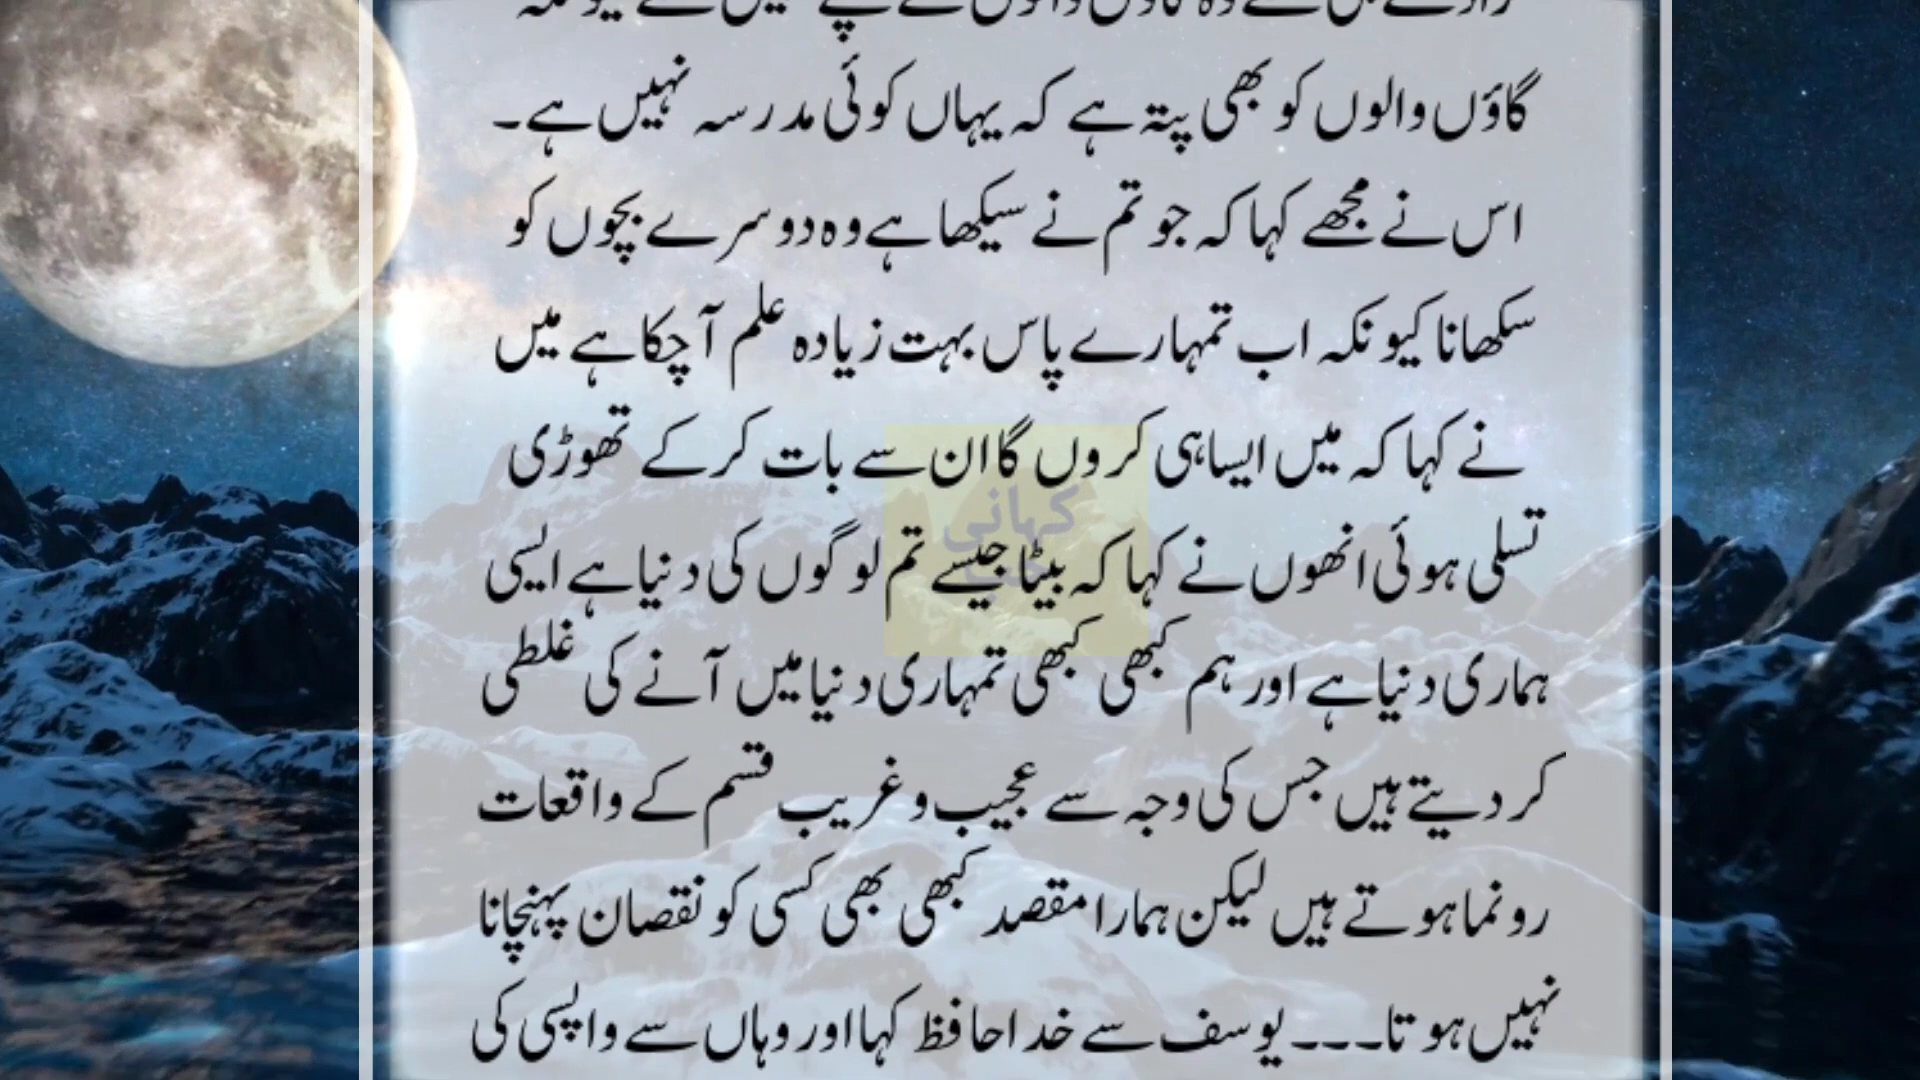 گاؤں والوں کو بھی پتہ ہے کہ یہاں کوئی مدرسہ نہیں ہے۔
اس نے مجھے کہا کہ جو تم نے سیکھا ہے وہ دوسرے بچوں کو
سکھانا کیونکہ اب تمہارے پاس بہت زیادہ علم آچکا ہے میں
نے کہا کہ میں ایسا ہی کروں گا ان سے بات کر کے تھوڑی
کہانی
تسلی ہوئی انھوں نے کہا کہ بیٹا جیسے تم لوگوں کی دنیا ہے ایسی
ہماری دنیا ہے اور ہم کبھی کبھی تمہاری دنیا میں آنے کی غلطی
کر دیتے ہیں جس کی وجہ سے عجیب و غریب قسم کے واقعات
رونما ہوتے ہیں لیکن ہمارا مقصد کبھی بھی کسی کو نقصان پہنچانا
نہیں ہوتا۔۔۔ یوسف سے خدا حافظ کہا اور وہاں سے واپسی کی